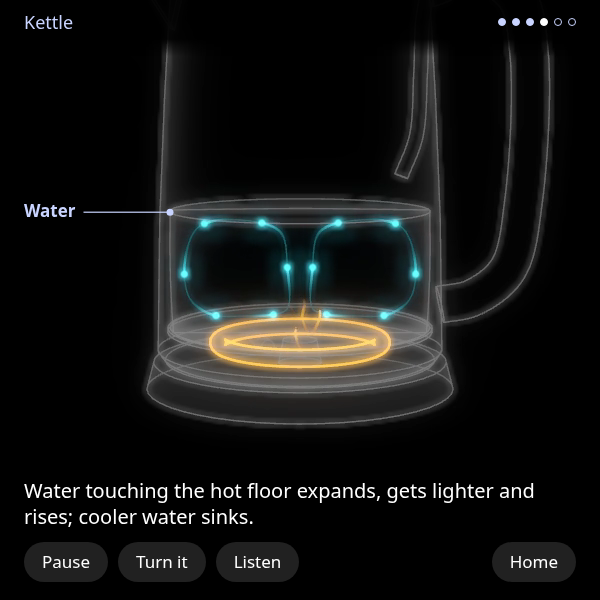 Kettle
Water
Water touching the hot floor expands, gets lighter and
rises; cooler water sinks.
Pause
Turn it
Listen
Home